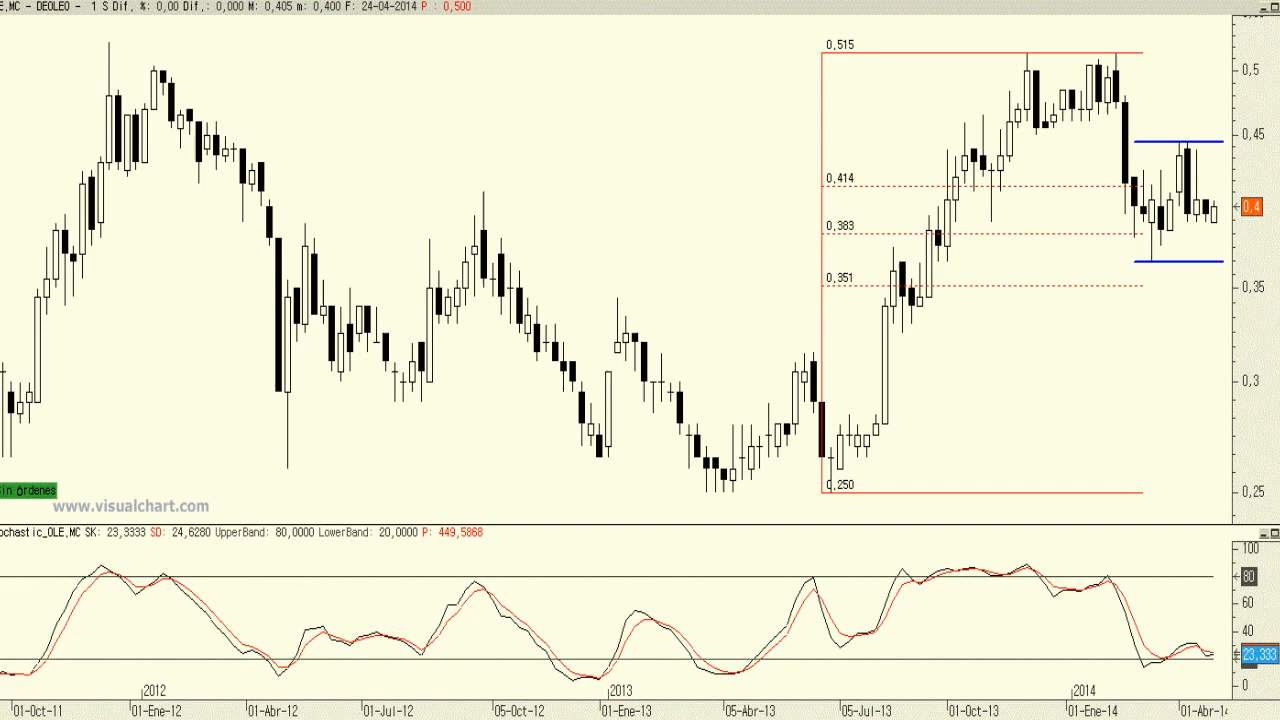 E,MC - DEOLEO - 1 S Dif, %: 0,00 Dif,: 0,000 M: 0,405 m: 0,400 F: 24-04-2014 P : 0,500
0,515
0,5
0,45
0,414
0,4
0,383
0,351
0,35
0,3
0,250
0,25
Sin órdenes
www.visualchart.com
ochastic_OLE,MC SK: 23,3333 SD: 24,6280 UpperBand: 80,0000 LowerBand: 20,0000 P: 449,5868
100
80
60
40
23,333
0
2012
2013
2014
01-Oct-11
01-Ene-12
01-Abr-12
01-Jul-12
05-Oct-12
01-Ene-13
05-Abr-13
05-Jul-13
01-Oct-13
01-Ene-14
01-Abr-14